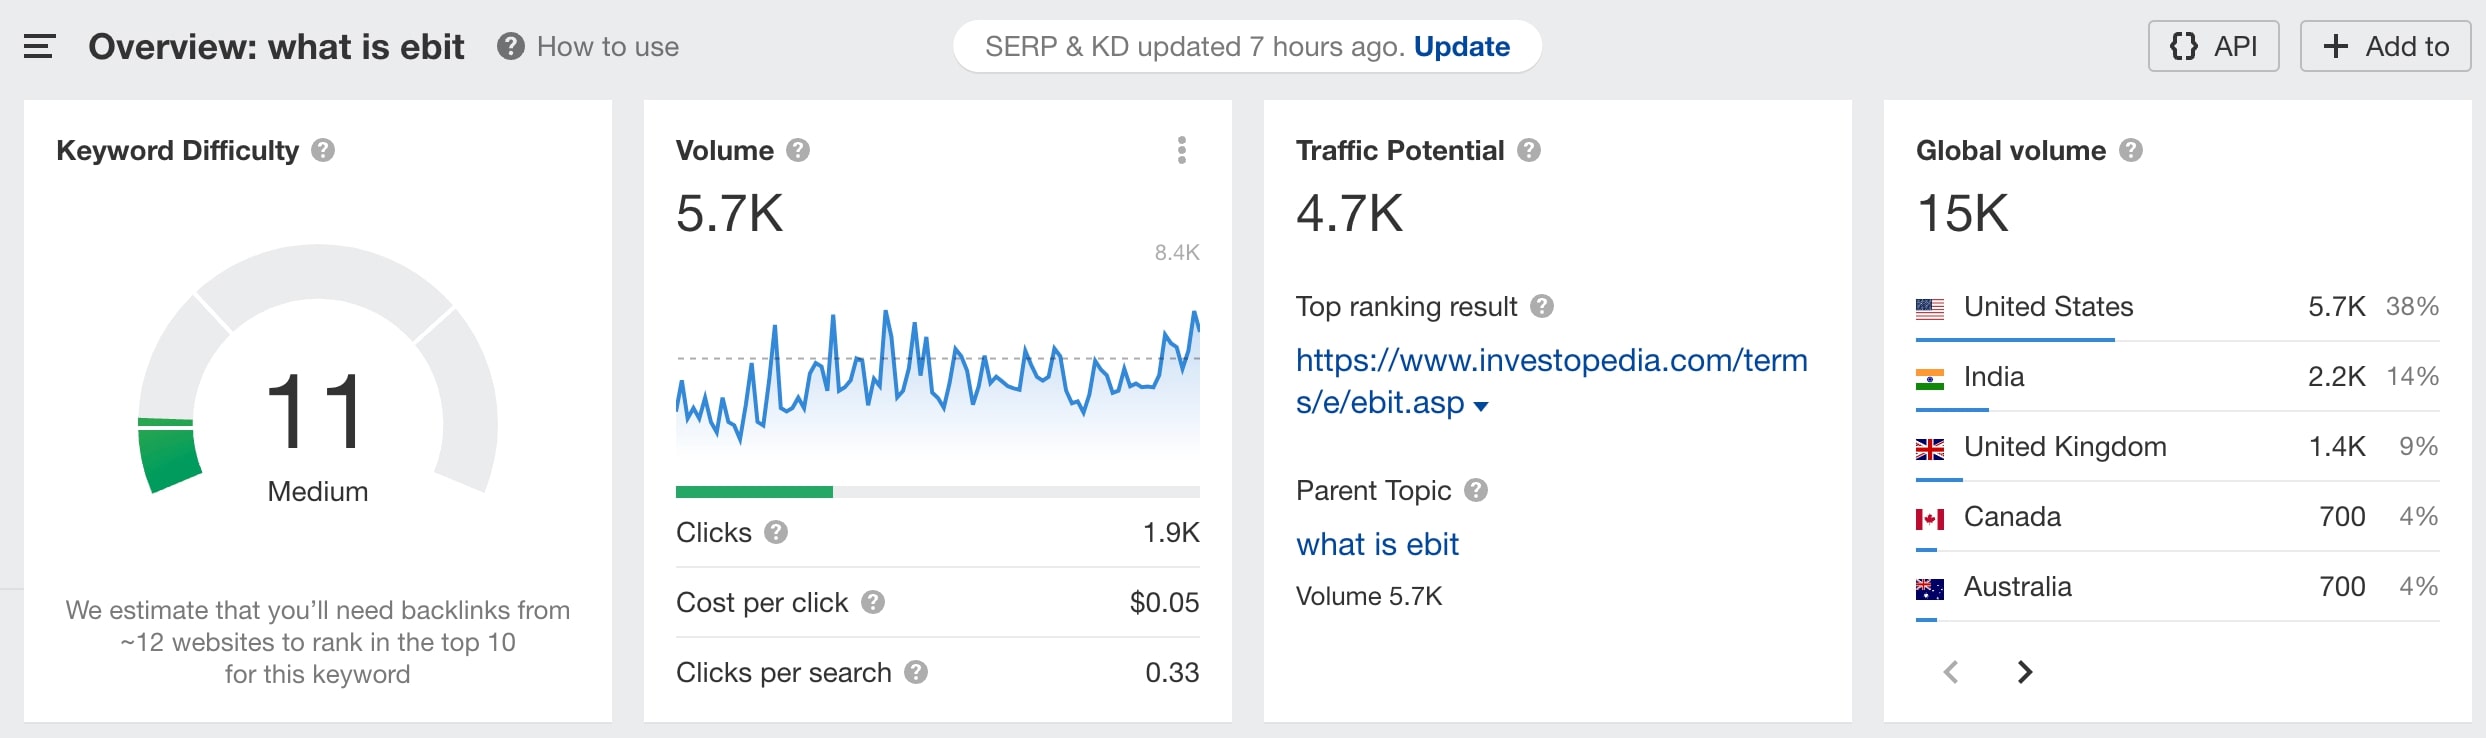 Overview: what is ebit
How to use
SERP & KD updated 7 hours ago. Update
{} API
+ Add to
Keyword Difficulty
11
Medium
We estimate that you’ll need backlinks from
~12 websites to rank in the top 10
for this keyword
Volume
5.7K
8.4K
Clicks 1.9K
Cost per click $0.05
Clicks per search 0.33
Traffic Potential
4.7K
Top ranking result
https://www.investopedia.com/term
s/e/ebit.asp
Parent Topic
what is ebit
Volume 5.7K
Global volume
15K
United States 5.7K 38%
India 2.2K 14%
United Kingdom 1.4K 9%
Canada 700 4%
Australia 700 4%